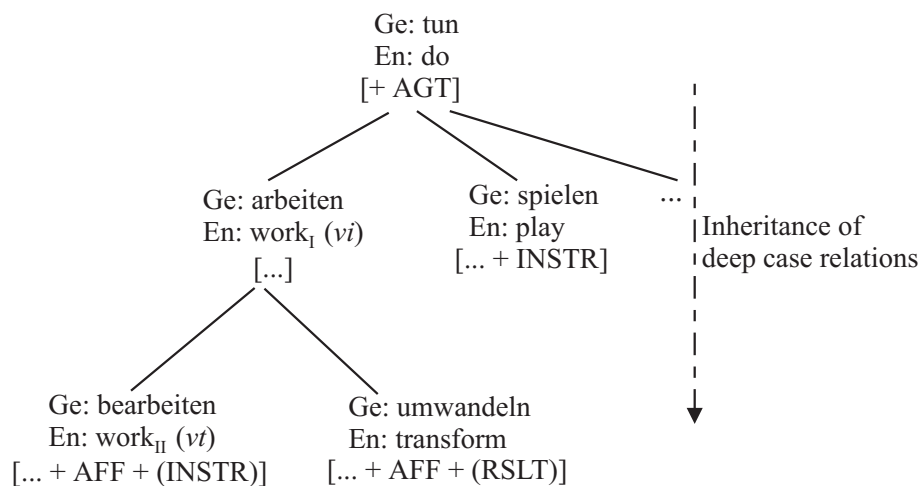 Ge: tun
En: do
[+ AGT]
Ge: arbeiten
En: work_I (vi)
[...]
Ge: spielen
En: play
[... + INSTR]
...
Inheritance of
deep case relations
Ge: bearbeiten
En: work_II (vt)
[... + AFF + (INSTR)]
Ge: umwandeln
En: transform
[... + AFF + (RSLT)]